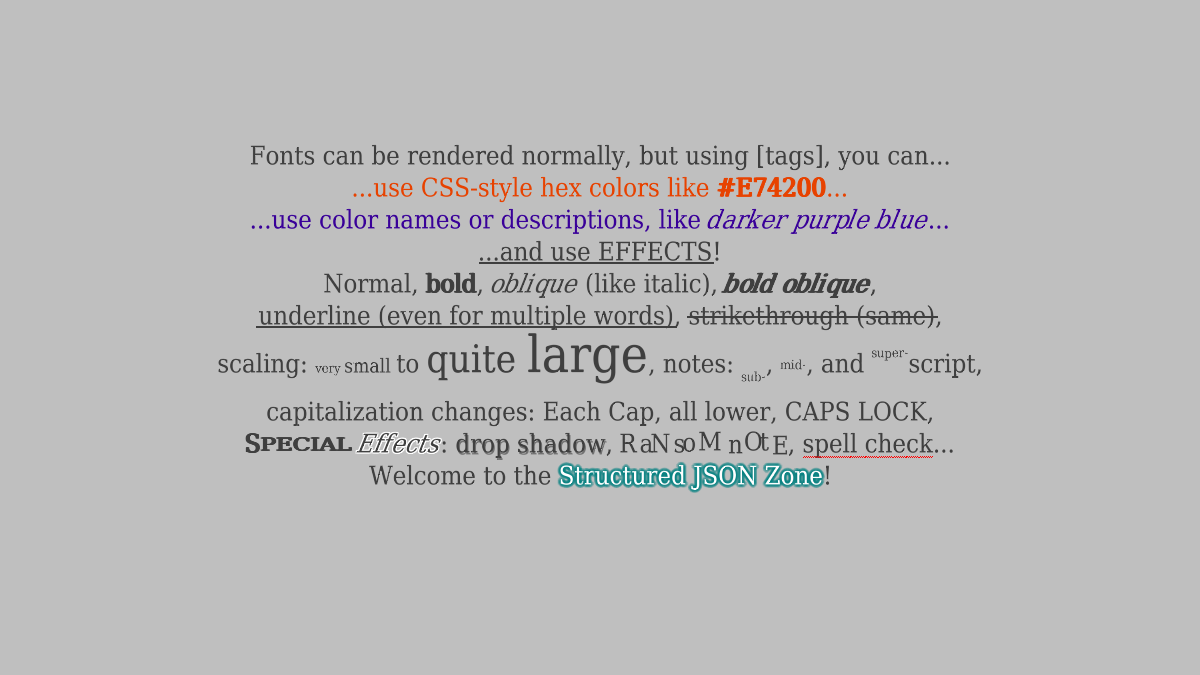 Fonts can be rendered normally, but using [tags], you can...
...use CSS-style hex colors like #E74200...
...use color names or descriptions, like darker purple blue...
...and use EFFECTS!
Normal, bold, oblique (like italic), bold oblique,
underline (even for multiple words), strikethrough (same),
scaling: very small to quite large, notes: sub-, mid-, and super-script,
capitalization changes: Each Cap, all lower, CAPS LOCK,
SPECIAL Effects: drop shadow, RaNsoM nOtE, spell check...
Welcome to the Structured JSON Zone!